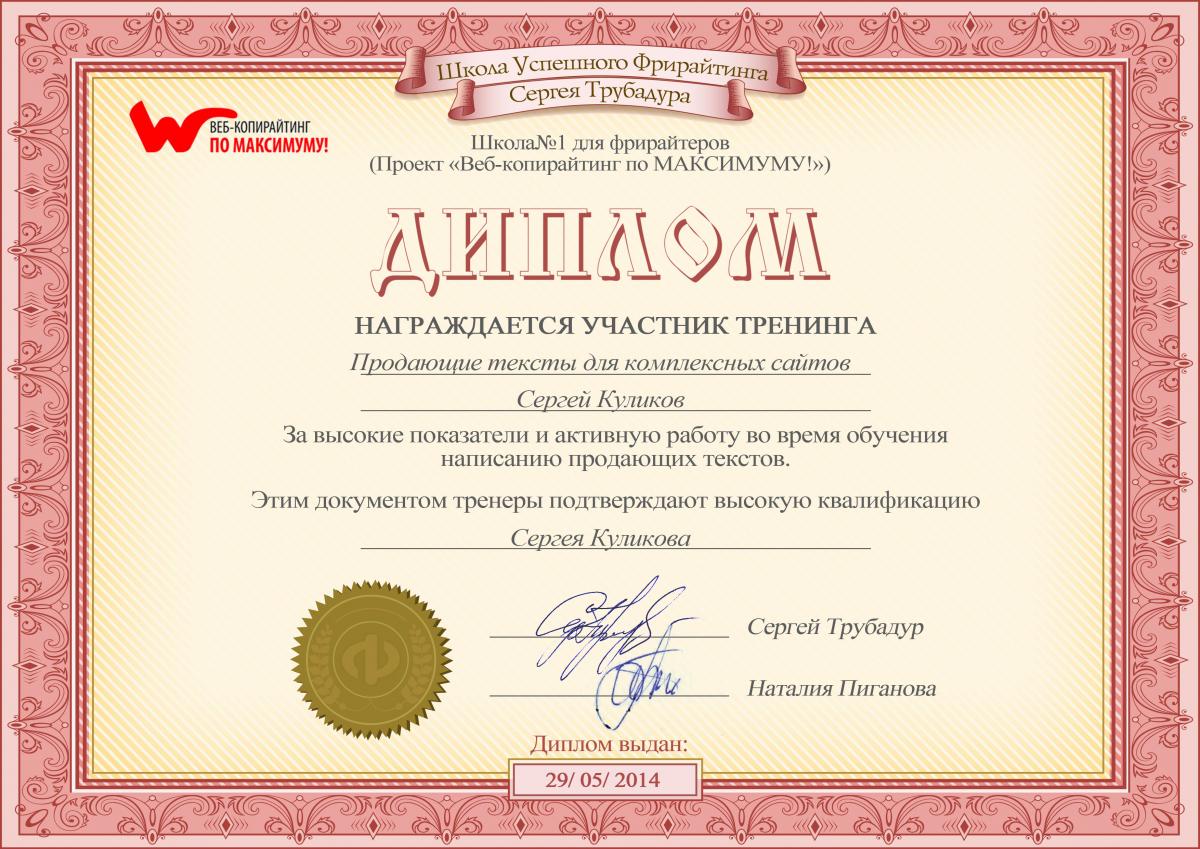 Школа Успешного Фрирайтинга
Сергея Трубадура
ВЕБ-КОПИРАЙТИНГ
ПО МАКСИМУМУ!
Школа№1 для фрирайтеров
(Проект «Веб-копирайтинг по МАКСИМУМУ!»)
ДИПЛОМ
НАГРАЖДАЕТСЯ УЧАСТНИК ТРЕНИНГА
Продающие тексты для комплексных сайтов
Сергей Куликов
За высокие показатели и активную работу во время обучения
написанию продающих текстов.
Этим документом тренеры подтверждают высокую квалификацию
Сергея Куликова
Сергей Трубадур
Наталия Пиганова
Диплом выдан:
29/ 05/ 2014